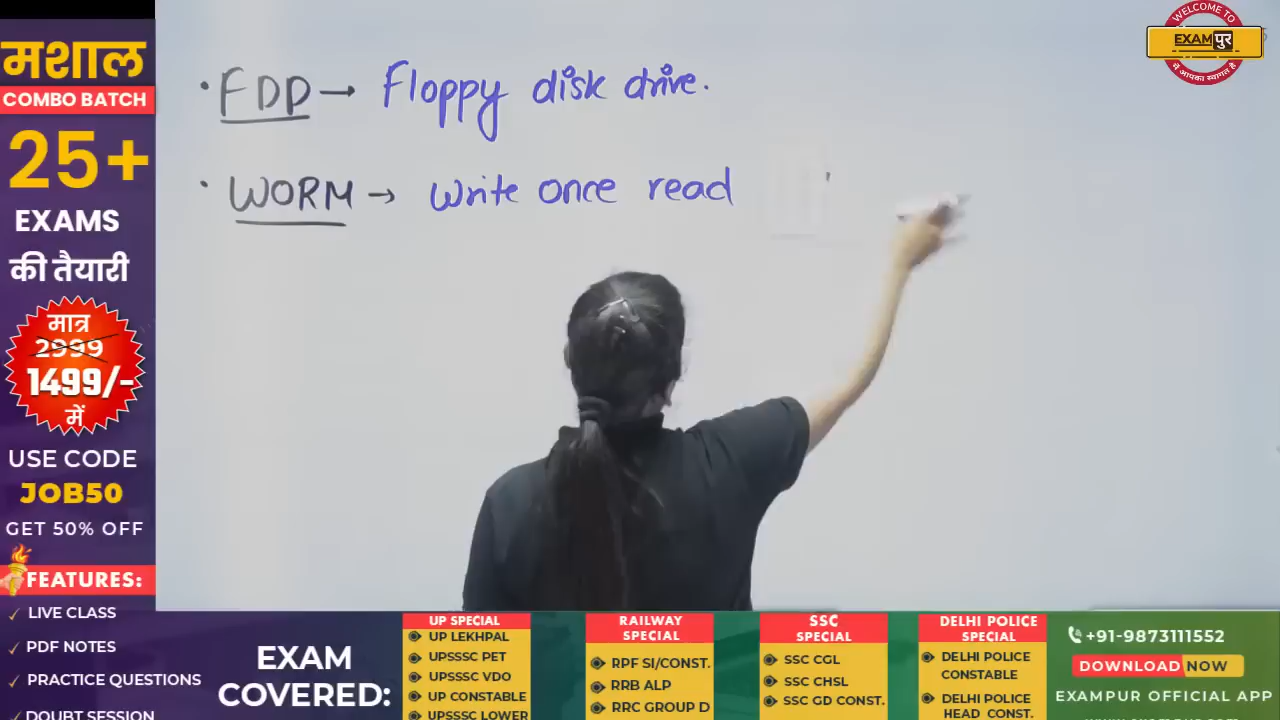 मशाल
COMBO BATCH
25+
EXAMS
की तैयारी
मात्र
2999
1499/-
में
USE CODE
JOB50
GET 50% OFF
FEATURES:
✓ LIVE CLASS
✓ PDF NOTES
✓ PRACTICE QUESTIONS
✓ DOUBT SESSION
• FDD → Floppy disk drive.
• WORM → Write once read
WELCOME TO
EXAMपुर
में आपका स्वागत है
EXAM
COVERED:
UP SPECIAL
UP LEKHPAL
UPSSSC PET
UPSSSC VDO
UP CONSTABLE
UPSSSC LOWER
RAILWAY
SPECIAL
RPF SI/CONST.
RRB ALP
RRC GROUP D
SSC
SPECIAL
SSC CGL
SSC CHSL
SSC GD CONST.
DELHI POLICE
SPECIAL
DELHI POLICE
CONSTABLE
DELHI POLICE
HEAD CONST.
+91-9873111552
DOWNLOAD NOW
EXAMPUR OFFICIAL APP